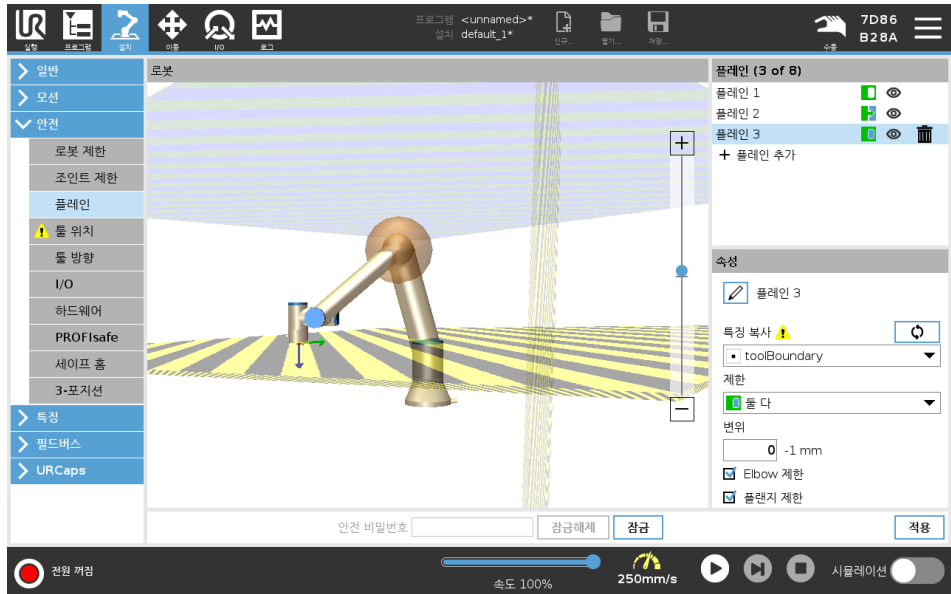 프로그램 <unnamed>*
설치 default_1*
실행
프로그램
설치
이동
I/O
로그
신규...
열기...
저장...
수동
7D86
B28A
일반
모션
안전
로봇 제한
조인트 제한
플레인
툴 위치
툴 방향
I/O
하드웨어
PROFIsafe
세이프 홈
3-포지션
특징
필드버스
URCaps
로봇
플레인 (3 of 8)
플레인 1
플레인 2
플레인 3
+ 플레인 추가
속성
플레인 3
특징 복사
toolBoundary
제한
둘 다
변위
0 -1 mm
Elbow 제한
플랜지 제한
안전 비밀번호
잠금해제
잠금
적용
전원 꺼짐
속도 100%
250mm/s
시뮬레이션